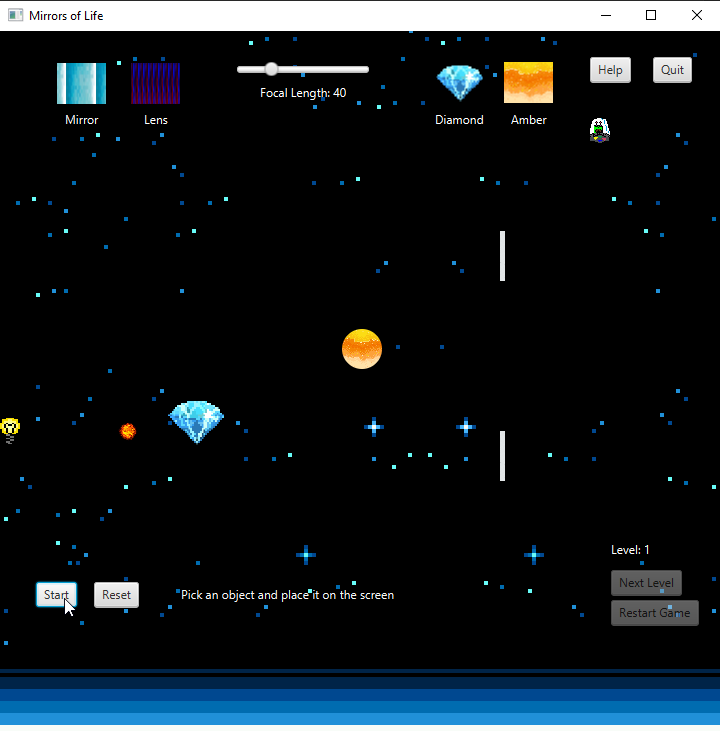 Mirrors of Life
Mirror
Lens
Focal Length: 40
Diamond
Amber
Help
Quit
Level: 1
Next Level
Start
Reset
Pick an object and place it on the screen
Restart Game